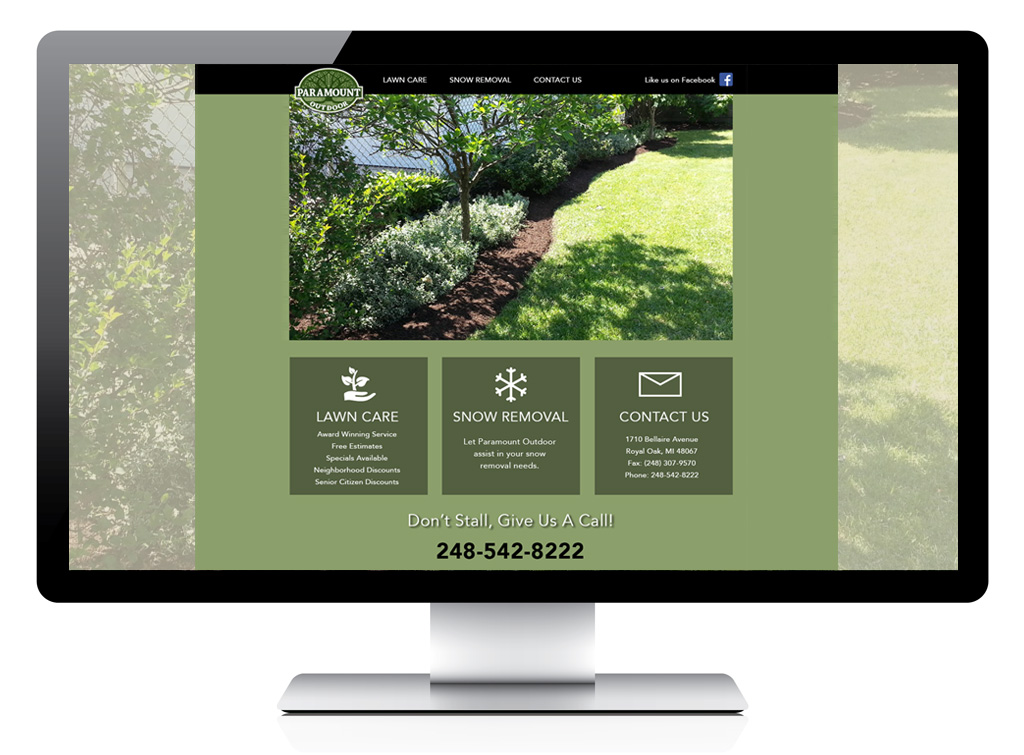 PARAMOUNT
OUTDOOR
LAWN CARE
SNOW REMOVAL
CONTACT US
Like us on Facebook
f
LAWN CARE
Award Winning Service
Free Estimates
Specials Available
Neighborhood Discounts
Senior Citizen Discounts
SNOW REMOVAL
Let Paramount Outdoor
assist in your snow
removal needs.
CONTACT US
1710 Bellaire Avenue
Royal Oak, MI 48067
Fax: (248) 307-9570
Phone: 248-542-8222
Don't Stall, Give Us A Call!
248-542-8222